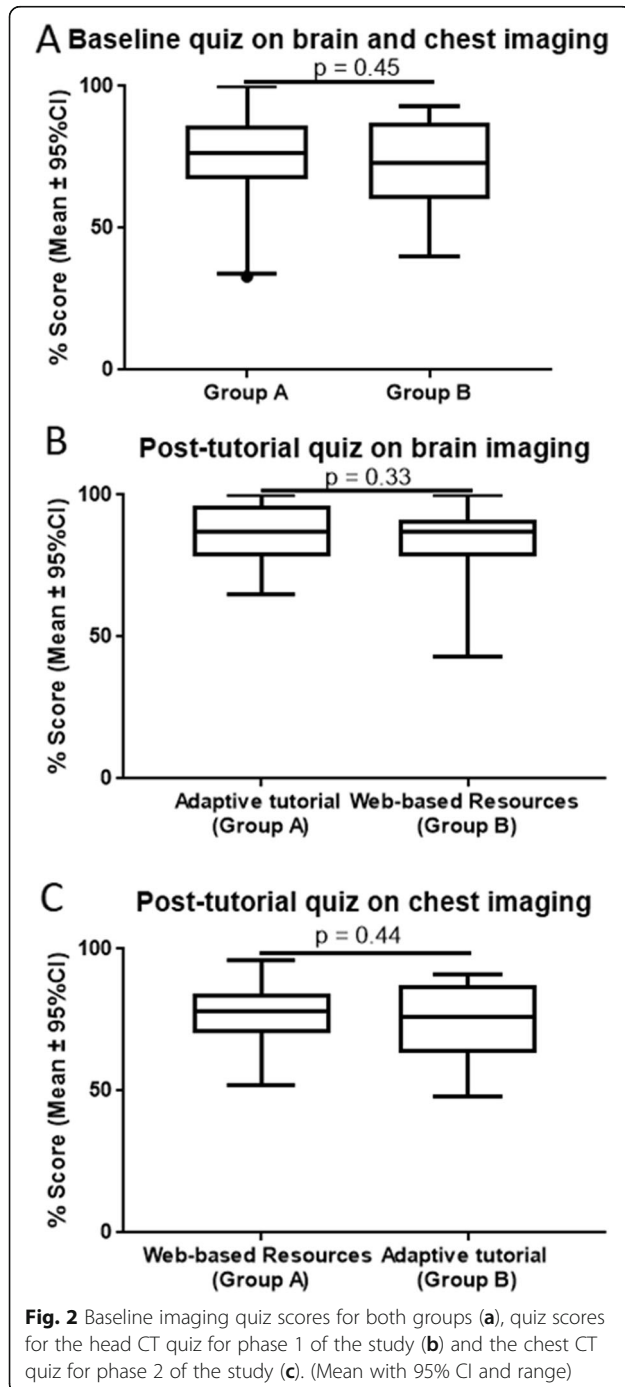 A Baseline quiz on brain and chest imaging
p = 0.45
100
50
0
% Score (Mean ± 95%CI)
Group A Group B
B Post-tutorial quiz on brain imaging
p = 0.33
100
50
0
% Score (Mean ± 95%CI)
Adaptive tutorial Web-based Resources
(Group A) (Group B)
C Post-tutorial quiz on chest imaging
p = 0.44
100
50
0
% Score (Mean ± 95%CI)
Web-based Resources Adaptive tutorial
(Group A) (Group B)
Fig. 2 Baseline imaging quiz scores for both groups (a), quiz scores
for the head CT quiz for phase 1 of the study (b) and the chest CT
quiz for phase 2 of the study (c). (Mean with 95% CI and range)